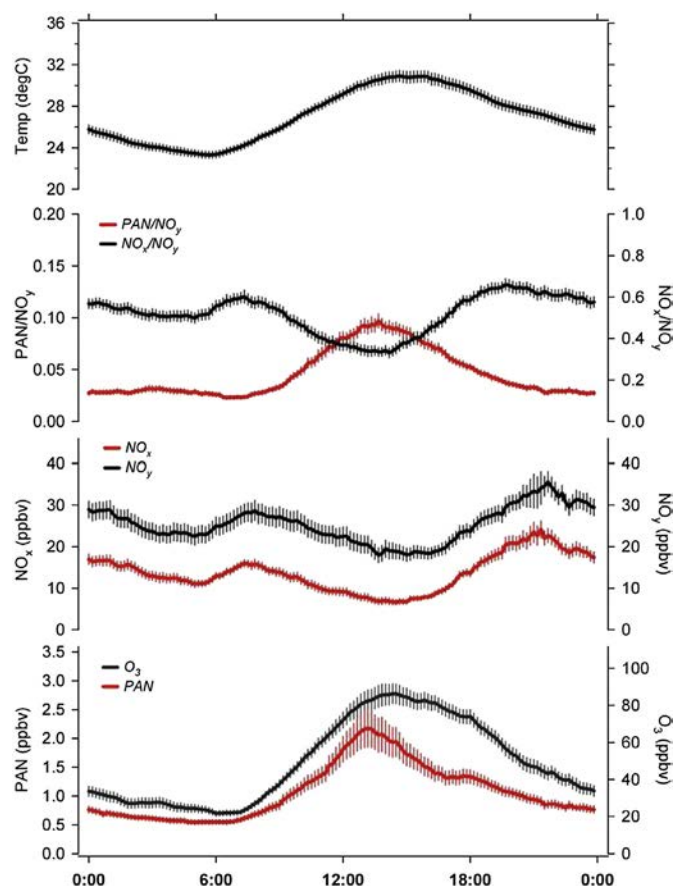 36
32
28
24
20
Temp (degC)
0.20
0.15
0.10
0.05
0.00
PAN/NOy
PAN/NOy
NOx/NOy
1.0
0.8
0.6
0.4
0.2
0.0
NOx/NOy
40
30
20
10
0
NOx (ppbv)
NOx
NOy
40
30
20
10
0
NOy (ppbv)
3.5
3.0
2.5
2.0
1.5
1.0
0.5
0.0
PAN (ppbv)
O3
PAN
100
80
60
40
20
0
O3 (ppbv)
0:00 6:00 12:00 18:00 0:00